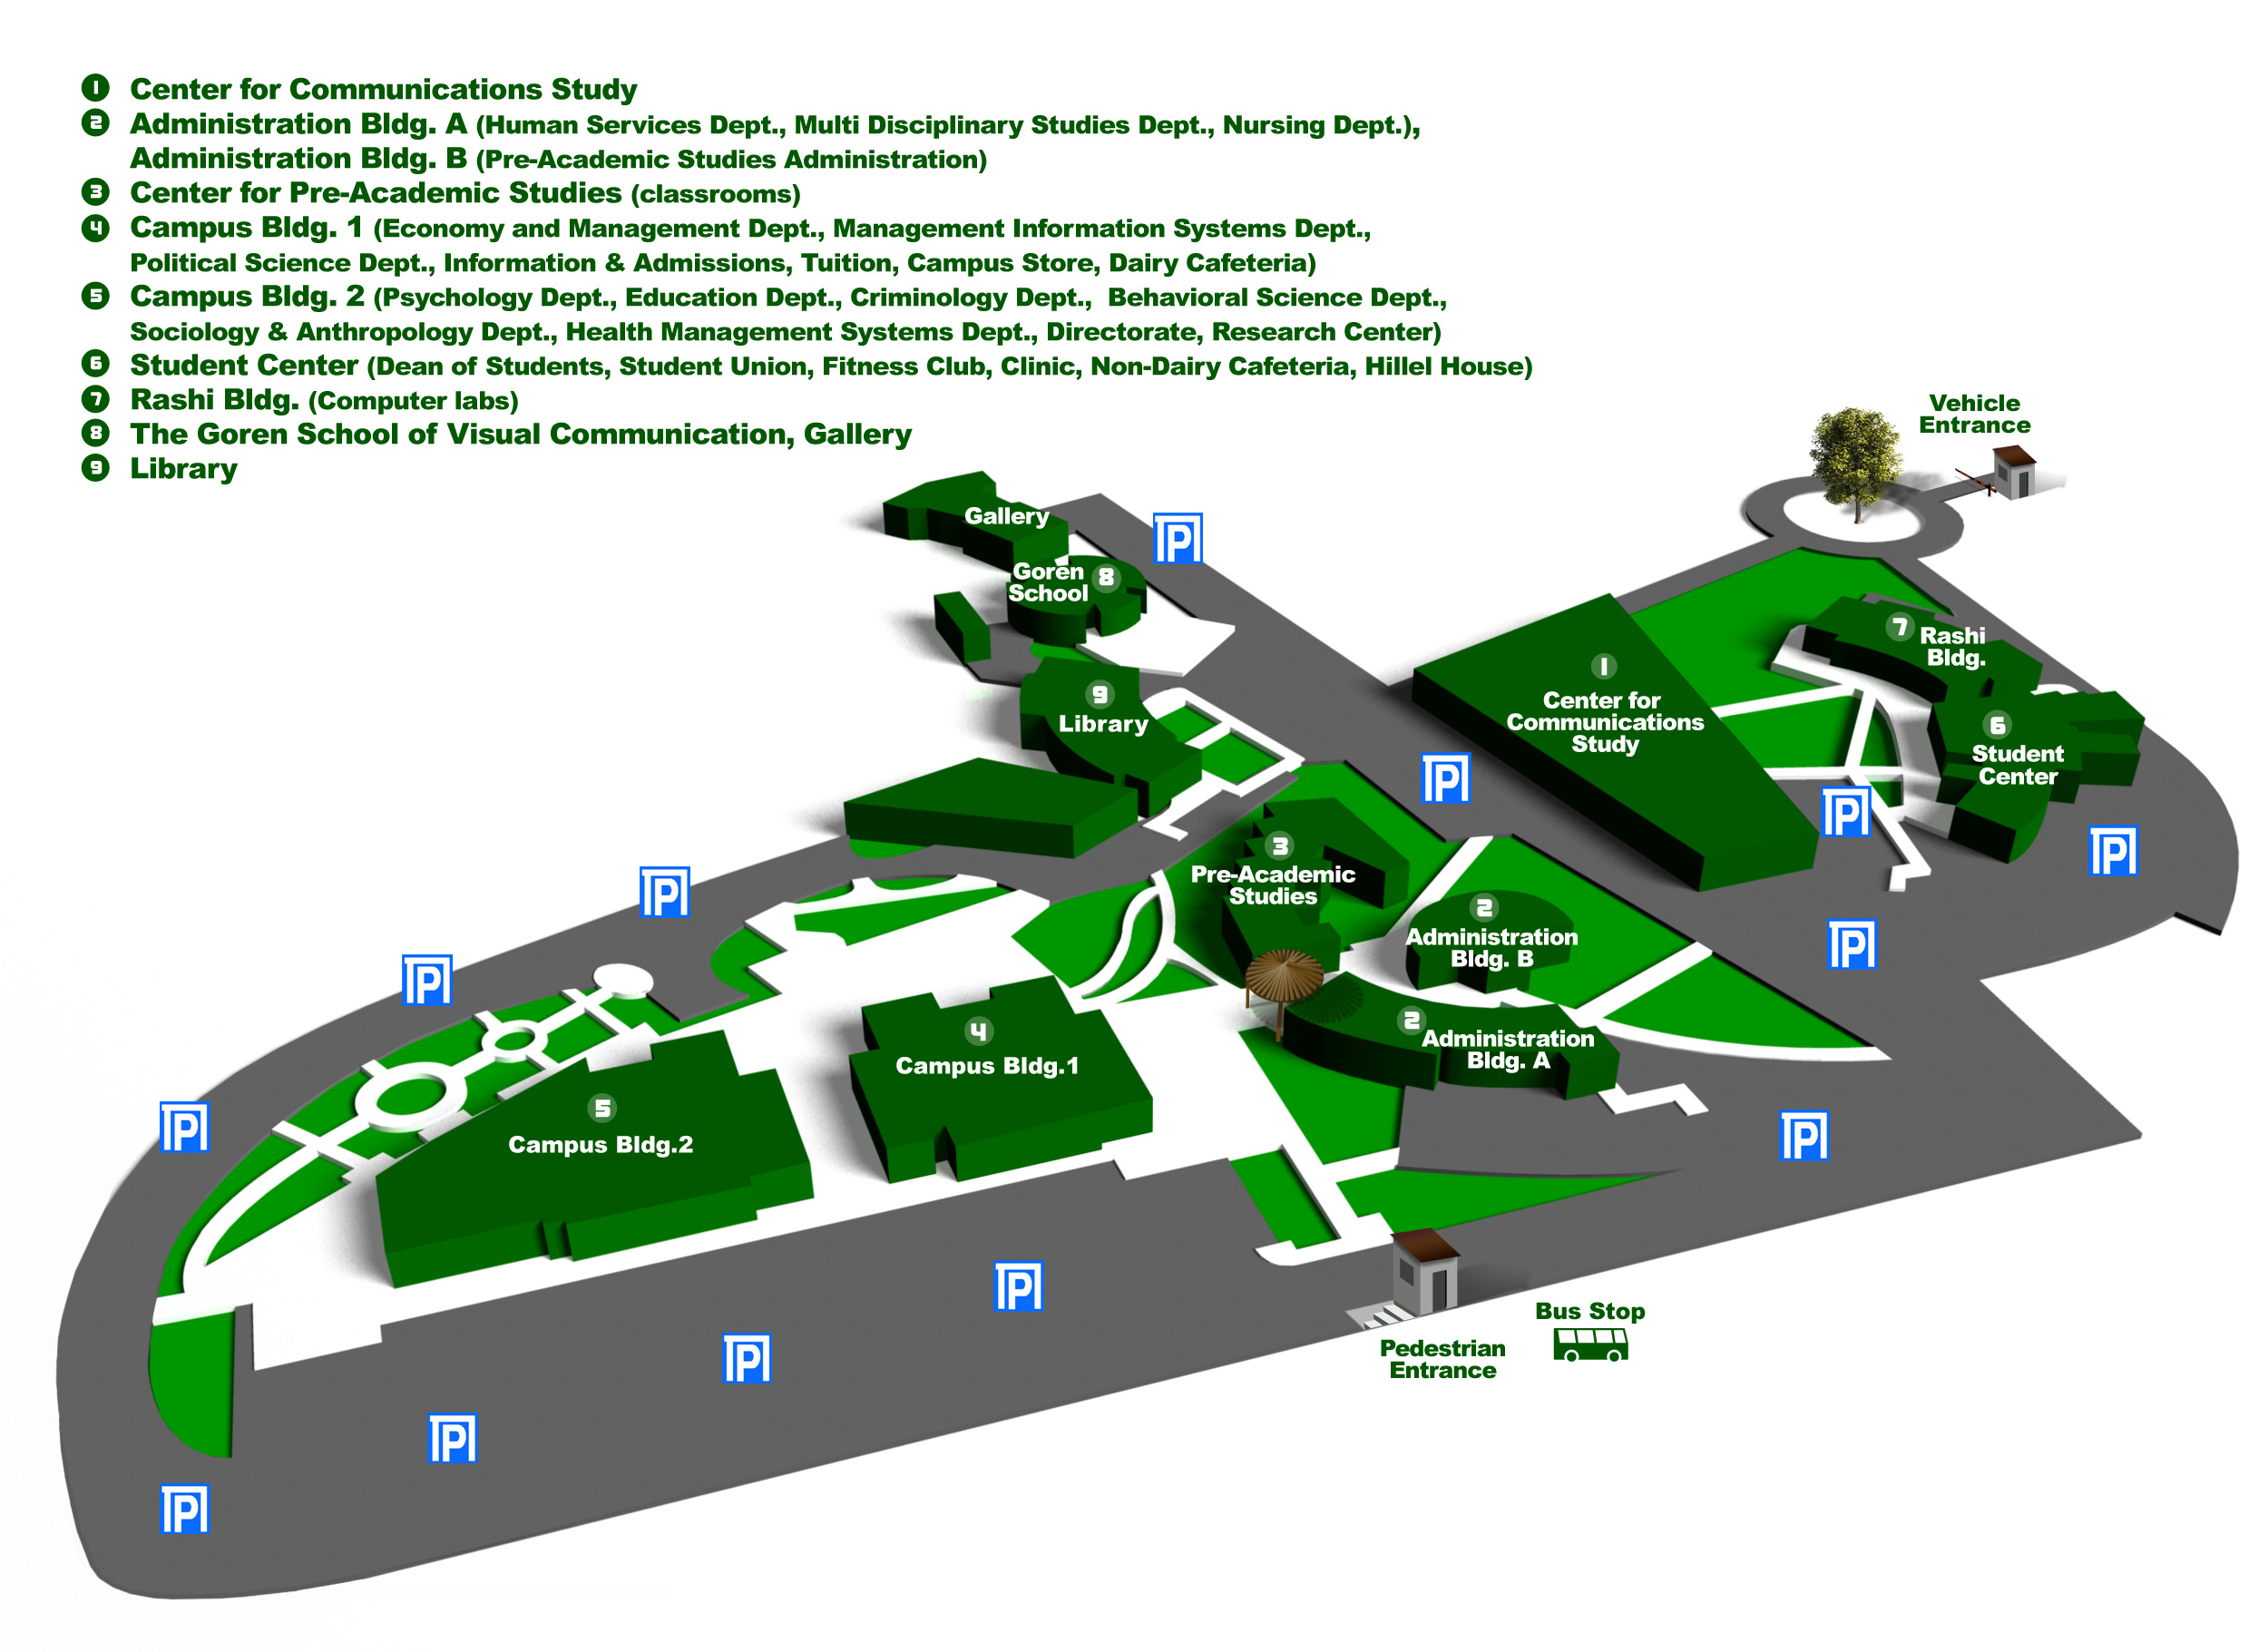 1 Center for Communications Study
2 Administration Bldg. A (Human Services Dept., Multi Disciplinary Studies Dept., Nursing Dept.),
Administration Bldg. B (Pre-Academic Studies Administration)
3 Center for Pre-Academic Studies (classrooms)
4 Campus Bldg. 1 (Economy and Management Dept., Management Information Systems Dept.,
Political Science Dept., Information & Admissions, Tuition, Campus Store, Dairy Cafeteria)
5 Campus Bldg. 2 (Psychology Dept., Education Dept., Criminology Dept., Behavioral Science Dept.,
Sociology & Anthropology Dept., Health Management Systems Dept., Directorate, Research Center)
6 Student Center (Dean of Students, Student Union, Fitness Club, Clinic, Non-Dairy Cafeteria, Hillel House)
7 Rashi Bldg. (Computer labs)
8 The Goren School of Visual Communication, Gallery
9 Library
Vehicle
Entrance
Gallery
P
Goren 8
School
7 Rashi
Bldg.
1
Center for
Communications
Study
9
Library
6
Student
Center
P
P
P
3
Pre-Academic
Studies
P
2
Administration
Bldg. B
P
P
2 Administration
Bldg. A
4
Campus Bldg.1
5
Campus Bldg.2
P
P
P
Bus Stop
Pedestrian
Entrance
P
P
P